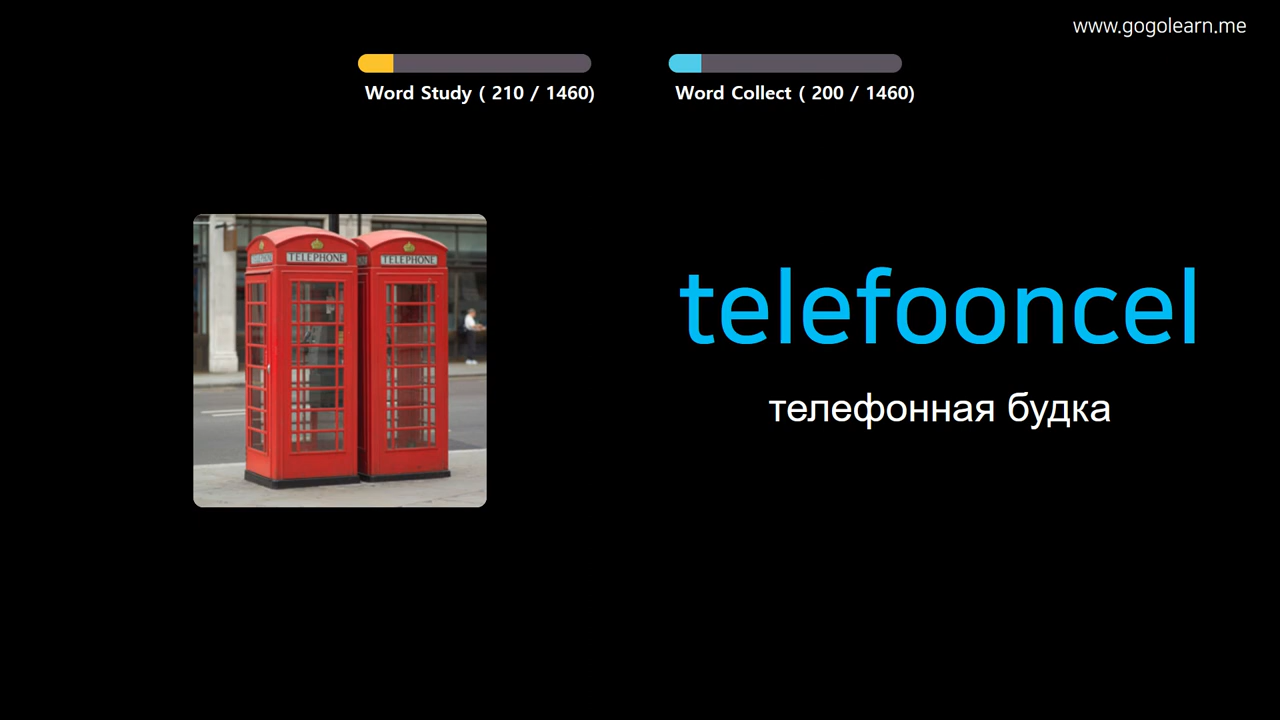 www.gogolearn.me
Word Study ( 210 / 1460)
Word Collect ( 200 / 1460)
TELEPHONE
TELEPHONE
telefooncel
телефонная будка